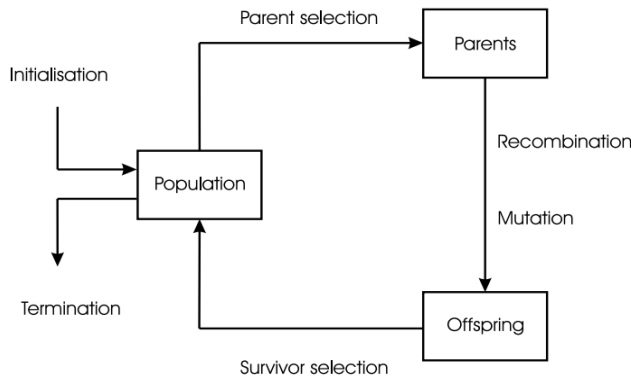 Parent selection
Parents
Initialisation
Recombination
Population
Mutation
Termination
Offspring
Survivor selection